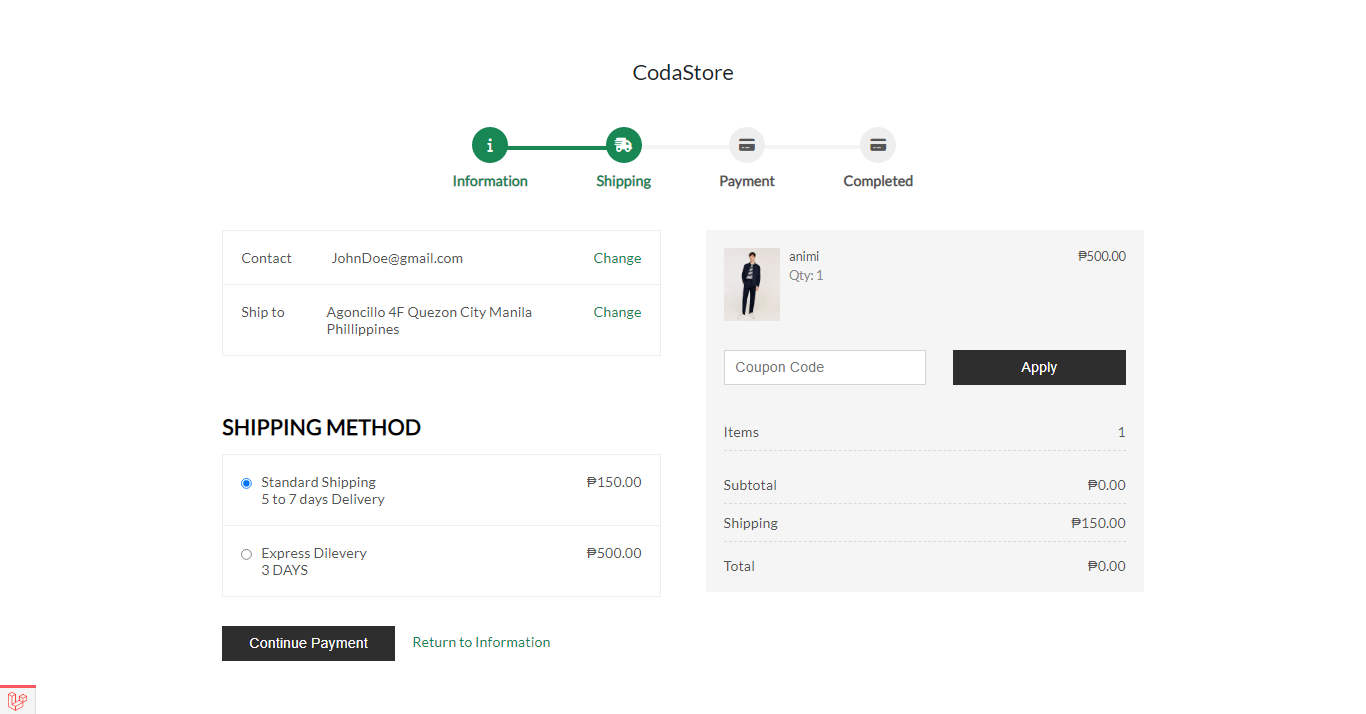 CodaStore
Information
Shipping
Payment
Completed
Contact
JohnDoe@gmail.com
Change
Ship to
Agoncillo 4F Quezon City Manila
Phillippines
Change
SHIPPING METHOD
Standard Shipping
₱150.00
5 to 7 days Delivery
Express Dilevery
₱500.00
3 DAYS
Continue Payment
Return to Information
animi
₱500.00
Qty: 1
Coupon Code
Apply
Items
1
Subtotal
₱0.00
Shipping
₱150.00
Total
₱0.00